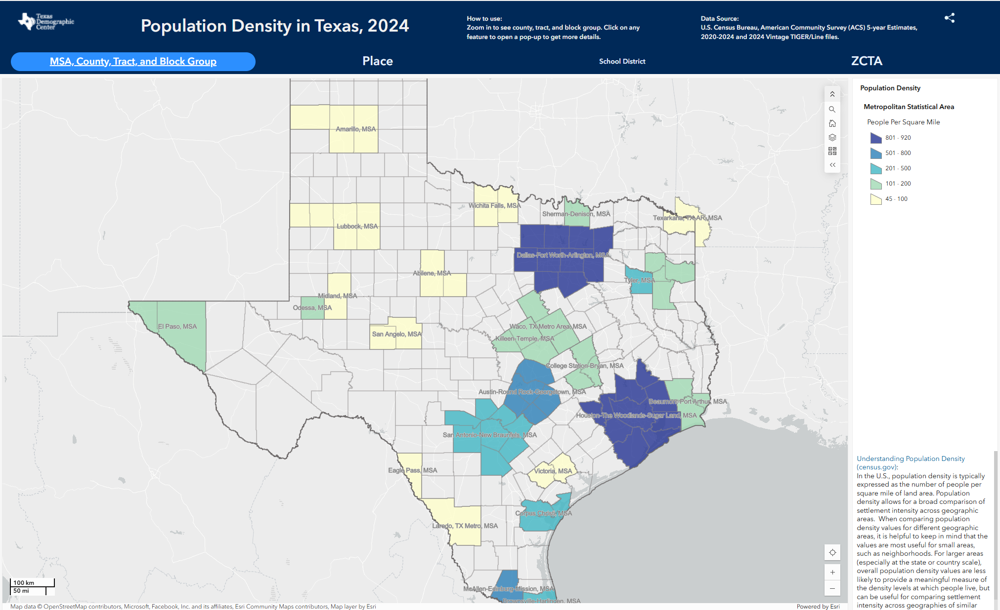 Texas
Demographic
Center
Population Density in Texas, 2024
How to use:
Zoom in to see county, tract, and block group. Click on any
feature to open a pop-up to get more details.
Data Source:
U.S. Census Bureau, American Community Survey (ACS) 5-year Estimates,
2020-2024 and 2024 Vintage TIGER/Line files.
MSA, County, Tract, and Block Group
Place
School District
ZCTA
Amarillo, MSA
Wichita Falls, MSA
Sherman-Denison, MSA
Texarkana, TX-AR, MSA
Lubbock, MSA
Dallas-Fort Worth-Arlington, MSA
Abilene, MSA
Tyler, MSA
Midland, MSA
Odessa, MSA
El Paso, MSA
Waco, TX Metro Area, MSA
San Angelo, MSA
Killeen-Temple, MSA
College Station-Bryan, MSA
Austin-Round Rock-Georgetown, MSA
Beaumont-Port Arthur, MSA
Houston-The Woodlands-Sugar Land, MSA
San Antonio-New Braunfels, MSA
Eagle Pass, MSA
Victoria, MSA
Corpus Christi, MSA
Laredo, TX Metro, MSA
McAllen-Edinburg-Mission, MSA
Brownsville-Harlingen, MSA
100 km
50 mi
Map data © OpenStreetMap contributors, Microsoft, Facebook, Inc. and its affiliates, Esri Community Maps contributors, Map layer by Esri
Powered by Esri
Population Density
Metropolitan Statistical Area
People Per Square Mile
801 - 920
501 - 800
201 - 500
101 - 200
45 - 100
Understanding Population Density
(census.gov):
In the U.S., population density is typically
expressed as the number of people per
square mile of land area. Population
density allows for a broad comparison of
settlement intensity across geographic
areas.  When comparing population
density values for different geographic
areas, it is helpful to keep in mind that the
values are most useful for small areas,
such as neighborhoods. For larger areas
(especially at the state or country scale),
overall population density values are less
likely to provide a meaningful measure of
the density levels at which people live, but
can be useful for comparing settlement
intensity across geographies of similar